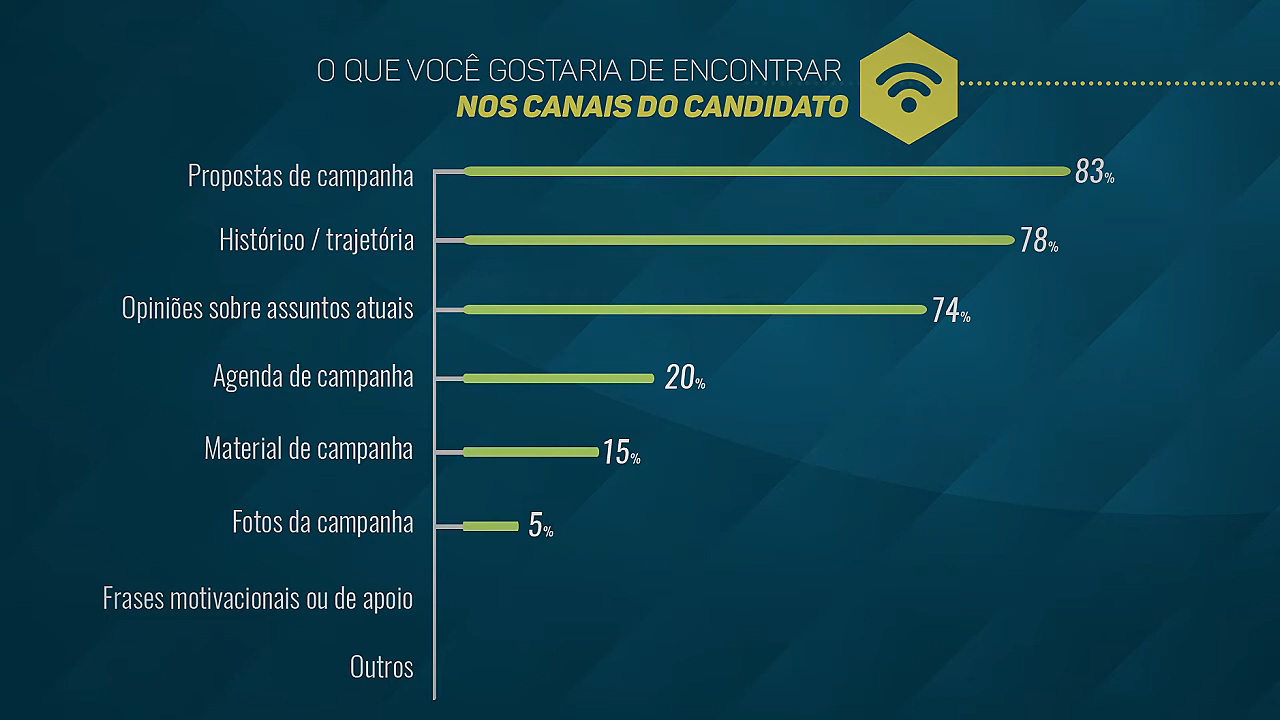 O QUE VOCÊ GOSTARIA DE ENCONTRAR
NOS CANAIS DO CANDIDATO
Propostas de campanha 83%
Histórico / trajetória 78%
Opiniões sobre assuntos atuais 74%
Agenda de campanha 20%
Material de campanha 15%
Fotos da campanha 5%
Frases motivacionais ou de apoio
Outros